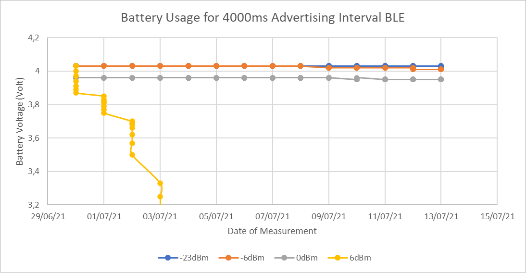 Battery Usage for 4000ms Advertising Interval BLE
4,2
4
3,8
3,6
3,4
3,2
Battery Voltage (Volt)
29/06/21 01/07/21 03/07/21 05/07/21 07/07/21 09/07/21 11/07/21 13/07/21 15/07/21
Date of Measurement
-23dBm -6dBm 0dBm 6dBm